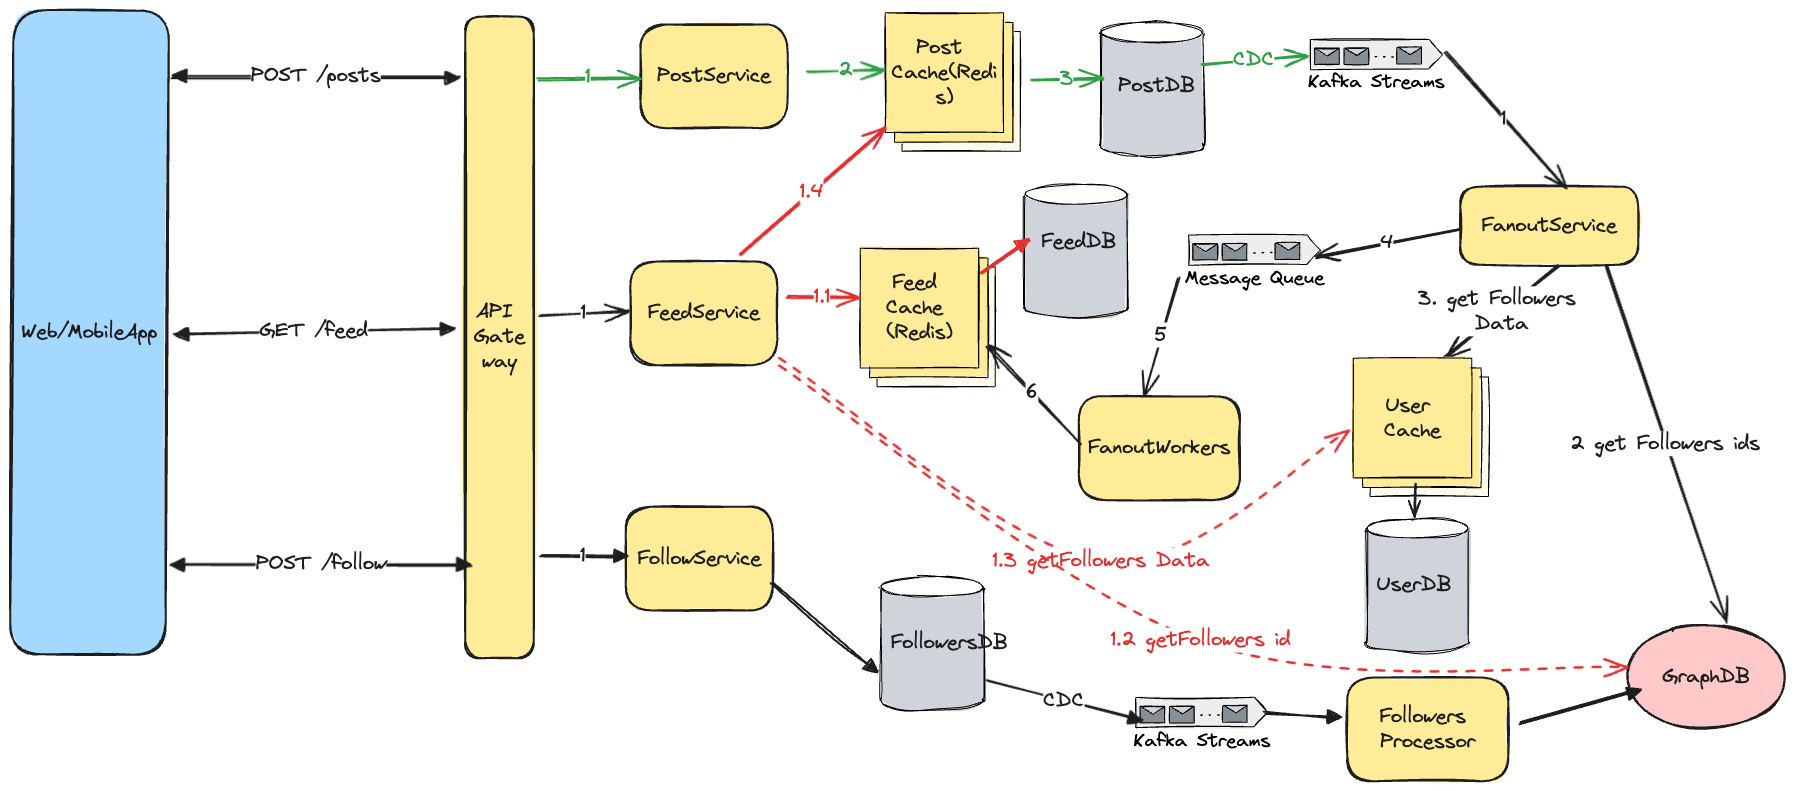 POST /posts
1
PostService
2
Post
Cache(Redi
s)
3
PostDB
CDC
Kafka Streams
1
1.4
FanoutService
4
Message Queue
FeedDB
3. get Followers
Data
Web/MobileApp
GET /feed
API
Gate
way
1
FeedService
1.1
Feed
Cache
(Redis)
5
6
FanoutWorkers
User
Cache
2 get Followers ids
POST /follow
1
FollowService
1.3 getFollowers Data
UserDB
FollowersDB
1.2 getFollowers id
GraphDB
CDC
Kafka Streams
Followers
Processor